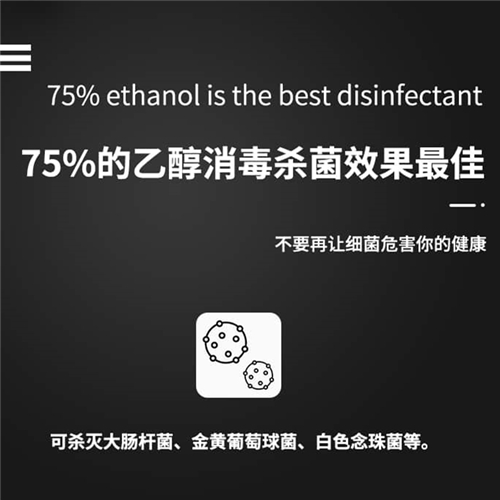 75% ethanol is the best disinfectant
75%的乙醇消毒杀菌效果最佳
不要再让细菌危害你的健康
可杀灭大肠杆菌、金黄葡萄球菌、白色念珠菌等。